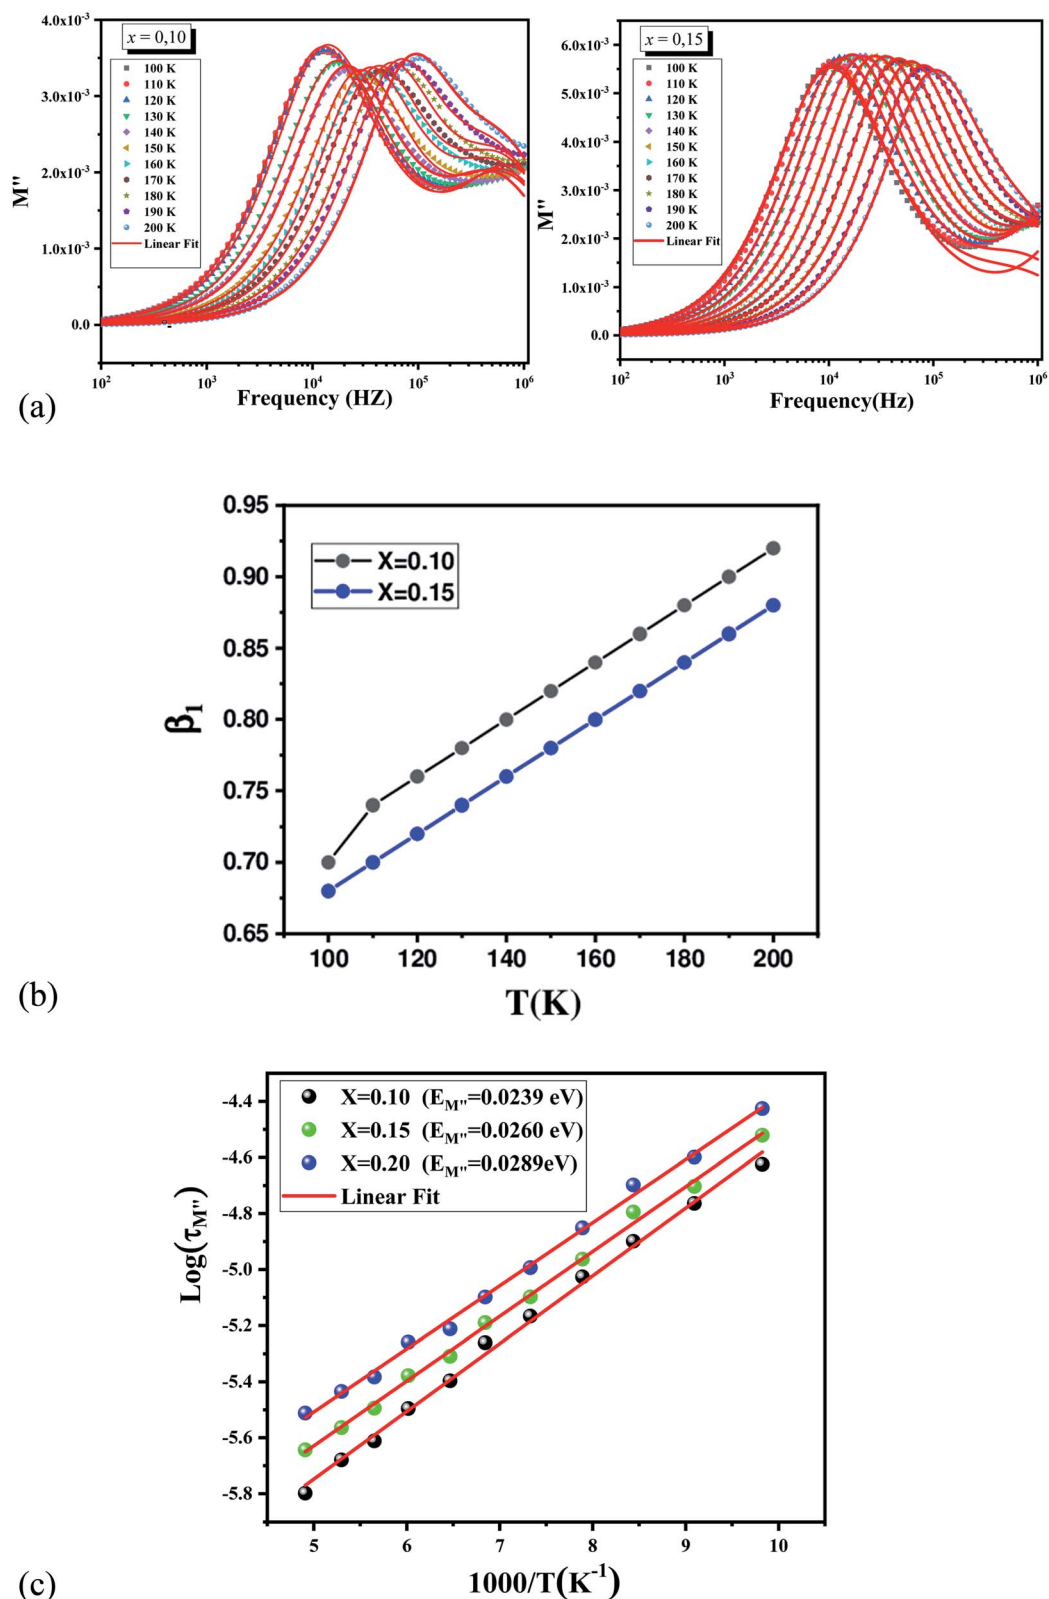 x = 0,10
100 K
110 K
120 K
130 K
140 K
150 K
160 K
170 K
180 K
190 K
200 K
Linear Fit
4.0x10⁻³
3.0x10⁻³
2.0x10⁻³
1.0x10⁻³
0.0
M"
10² 10³ 10⁴ 10⁵ 10⁶
Frequency (HZ)
x = 0,15
100 K
110 K
120 K
130 K
140 K
150 K
160 K
170 K
180 K
190 K
200 K
Linear Fit
6.0x10⁻³
5.0x10⁻³
4.0x10⁻³
3.0x10⁻³
2.0x10⁻³
1.0x10⁻³
0.0
M"
10² 10³ 10⁴ 10⁵ 10⁶
Frequency(Hz)
(a)
0.95
0.90
0.85
0.80
0.75
0.70
0.65
β₁
X=0.10
X=0.15
100 120 140 160 180 200
T(K)
(b)
-4.4
-4.6
-4.8
-5.0
-5.2
-5.4
-5.6
-5.8
Log(τM")
X=0.10 (EM"=0.0239 eV)
X=0.15 (EM"=0.0260 eV)
X=0.20 (EM"=0.0289eV)
Linear Fit
5 6 7 8 9 10
1000/T(K⁻¹)
(c)